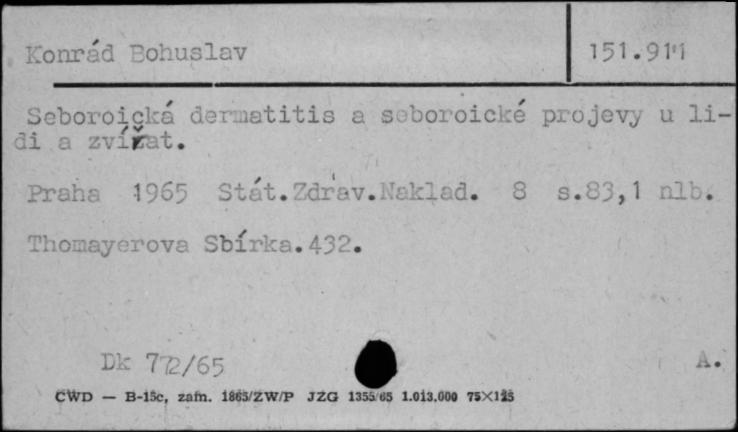 Konrád Bohuslav 151.911
Seboroická dermatitis a seboroické projevy u li-
di a zvířat.
Praha 1965 Stát.Zdrav.Naklad. 8 s.83,1 nlb.
Thomayerova Sbírka.432.
Dk 772/65 A.
CWD — B-15c, zam. 1865/ZW/P JZG 1355/65 1.013.000 75×125